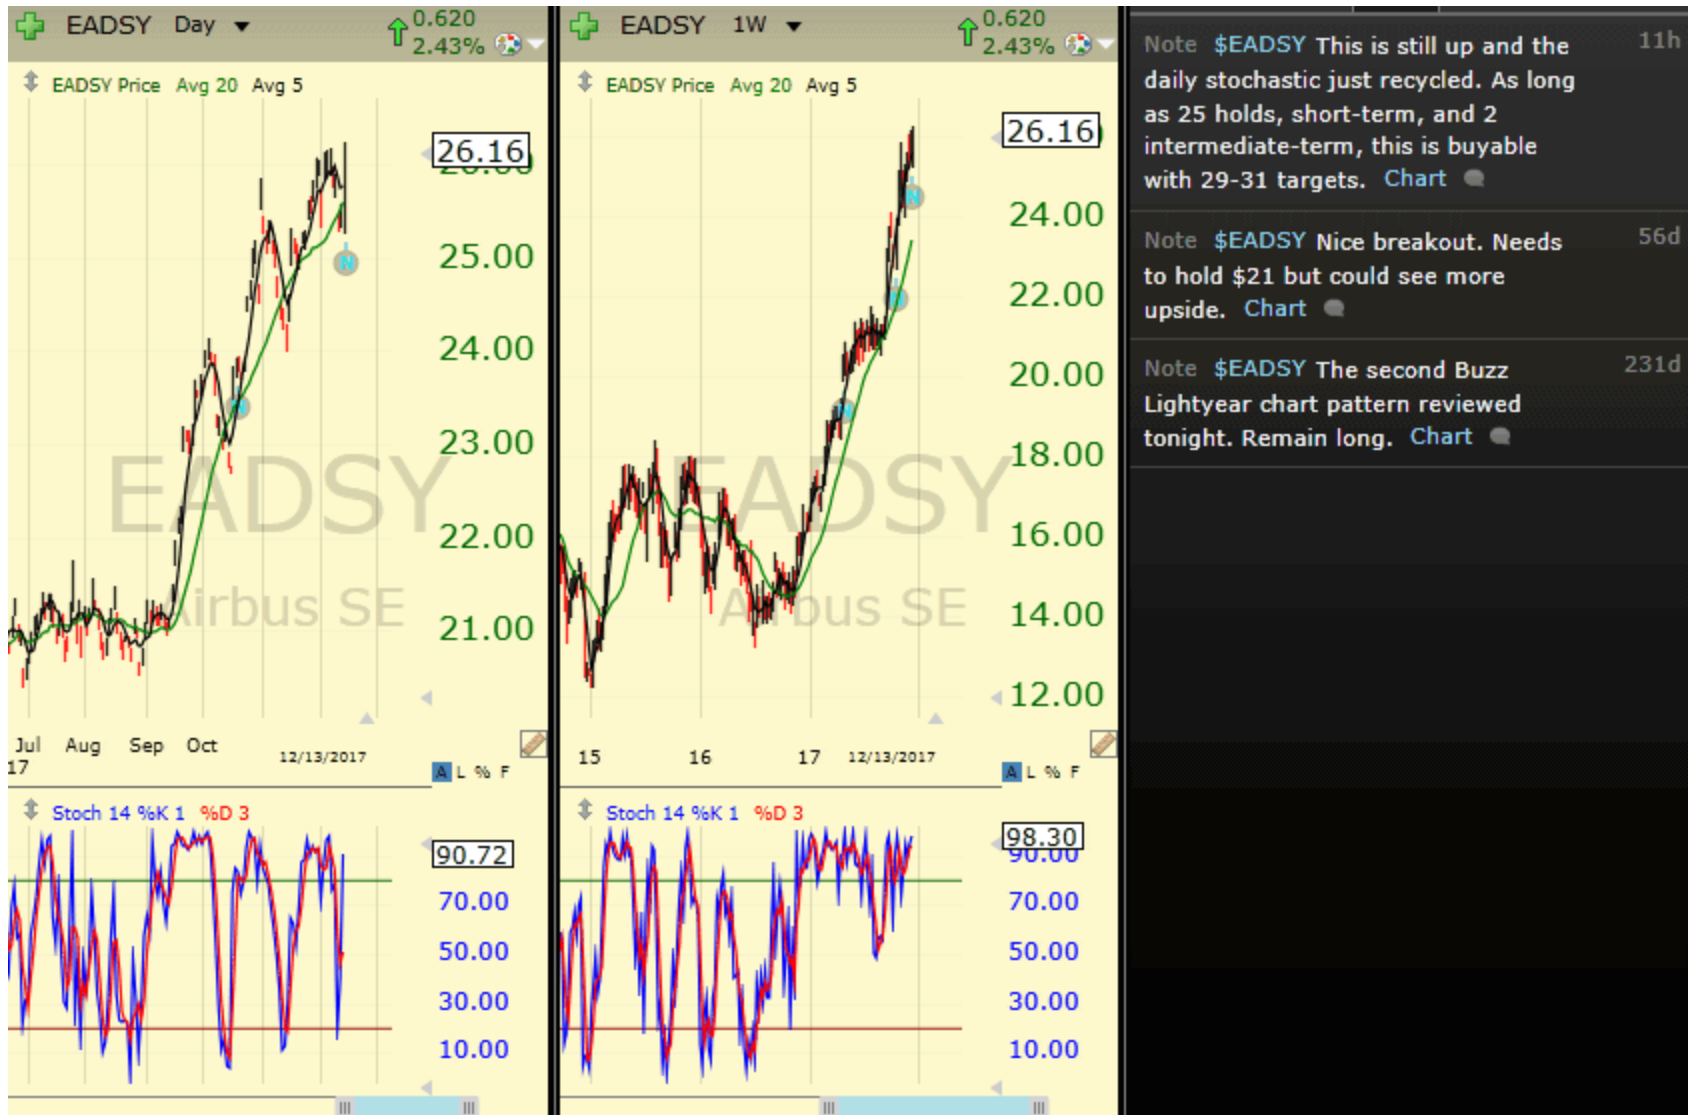 EADSY Day
0.620
2.43%
EADSY Price Avg 20 Avg 5
26.16
25.00
24.00
23.00
22.00
21.00
EADSY
Airbus SE
Jul Aug Sep Oct
17
12/13/2017
A L % F
Stoch 14 %K 1 %D 3
90.72
70.00
50.00
30.00
10.00
N
N
EADSY 1W
0.620
2.43%
EADSY Price Avg 20 Avg 5
26.16
24.00
22.00
20.00
18.00
16.00
14.00
12.00
EADSY
Airbus SE
15 16 17 12/13/2017
A L % F
Stoch 14 %K 1 %D 3
98.30
90.00
70.00
50.00
30.00
10.00
N
N
N
Note $EADSY This is still up and the 11h
daily stochastic just recycled. As long
as 25 holds, short-term, and 2
intermediate-term, this is buyable
with 29-31 targets. Chart
Note $EADSY Nice breakout. Needs 56d
to hold $21 but could see more
upside. Chart
Note $EADSY The second Buzz 231d
Lightyear chart pattern reviewed
tonight. Remain long. Chart